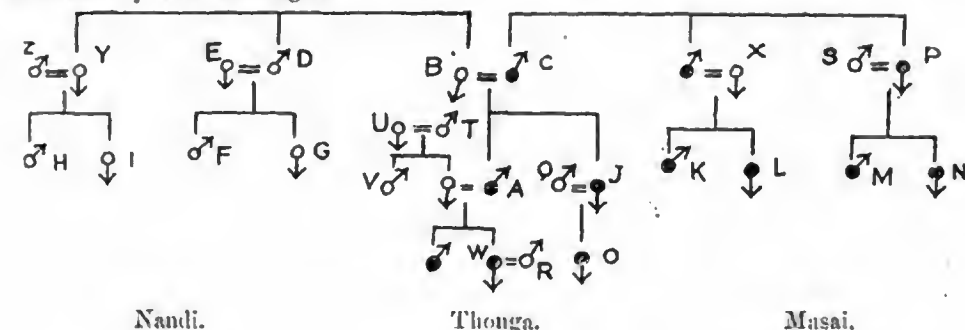 Z Y E D B C X S P
U T
H I F G V A Q J K L M N
W R O
Nandi. Thonga. Masai.